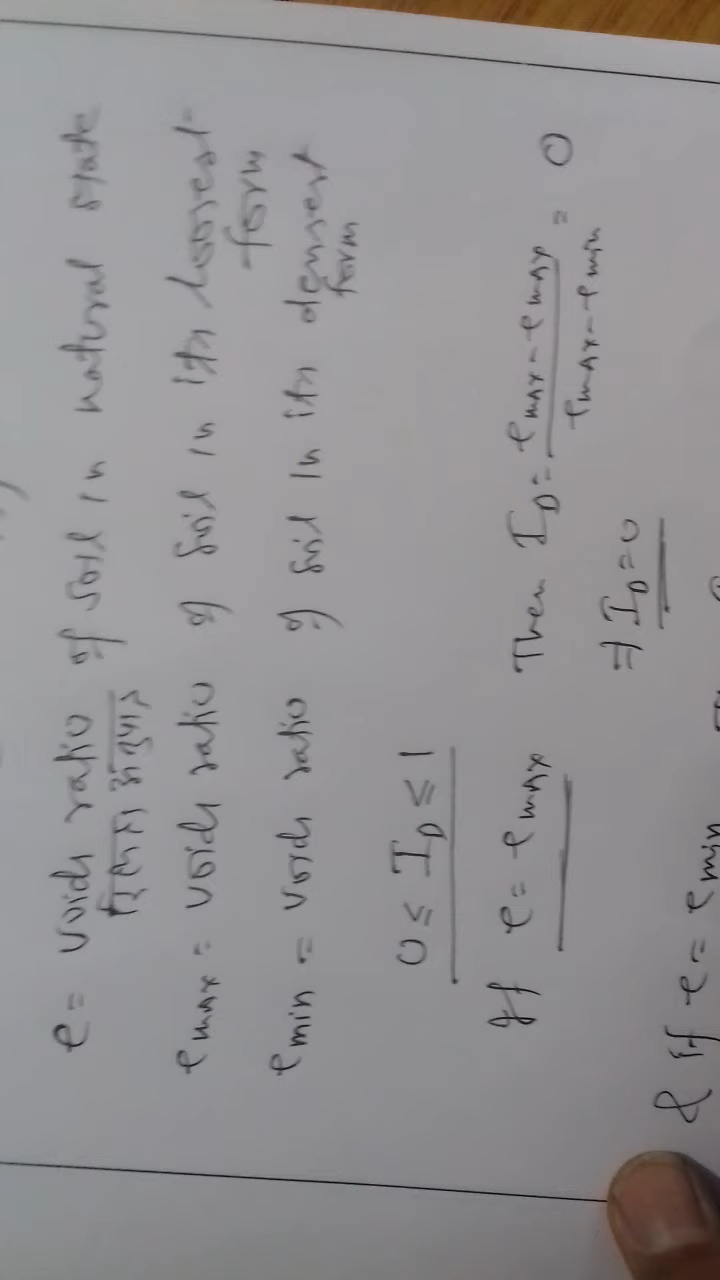 e = voids ratio of soil in natural state
emax = voids ratio of soil in its loosest form
emin = voids ratio of soil in its densest form
0 ≤ ID ≤ 1
If e = emax Then ID = emax - emax / emax - emin = 0
⇒ ID = 0
& if e = emin